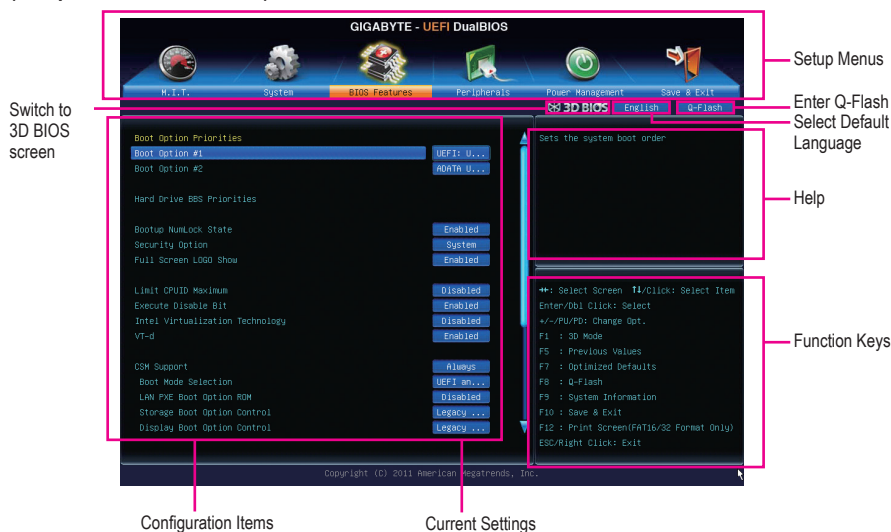 GIGABYTE - UEFI DualBIOS
M.I.T. System BIOS Features Peripherals Power Management Save & Exit
Setup Menus
3D BIOS English Q-Flash
Enter Q-Flash
Select Default
Language
Switch to
3D BIOS
screen
Boot Option Priorities
Boot Option #1 UEFI: U...
Boot Option #2 ADATA U...
Hard Drive BBS Priorities
Bootup NumLock State Enabled
Security Option System
Full Screen LOGO Show Enabled
Limit CPUID Maximum Disabled
Execute Disable Bit Enabled
Intel Virtualization Technology Disabled
VT-d Enabled
CSM Support Always
Boot Mode Selection UEFI an...
LAN PXE Boot Option ROM Disabled
Storage Boot Option Control Legacy ...
Display Boot Option Control Legacy ...
Sets the system boot order
Help
→←: Select Screen ↑↓/Click: Select Item
Enter/Dbl Click: Select
+/-/PU/PD: Change Opt.
F1 : 3D Mode
F5 : Previous Values
F7 : Optimized Defaults
F8 : Q-Flash
F9 : System Information
F10 : Save & Exit
F12 : Print Screen(FAT16/32 Format Only)
ESC/Right Click: Exit
Function Keys
Copyright (C) 2011 American Megatrends, Inc.
Configuration Items
Current Settings